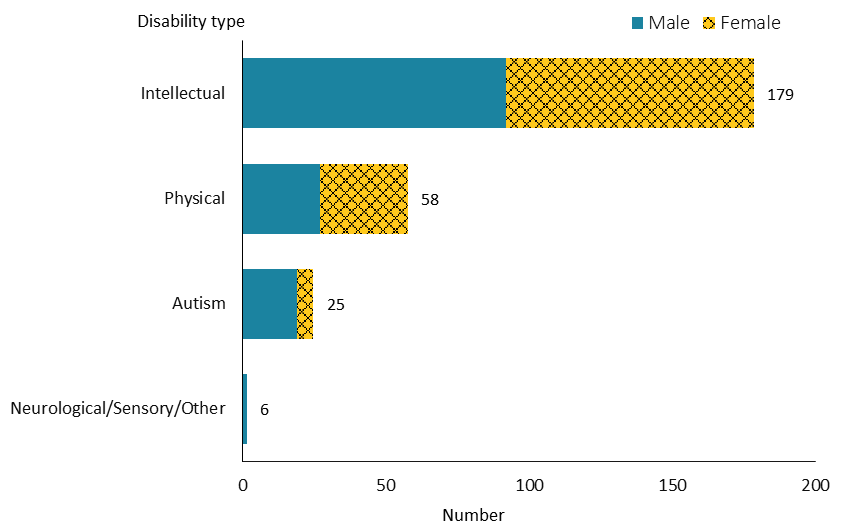 Disability type
Male Female
Intellectual 179
Physical 58
Autism 25
Neurological/Sensory/Other 6
0 50 100 150 200
Number